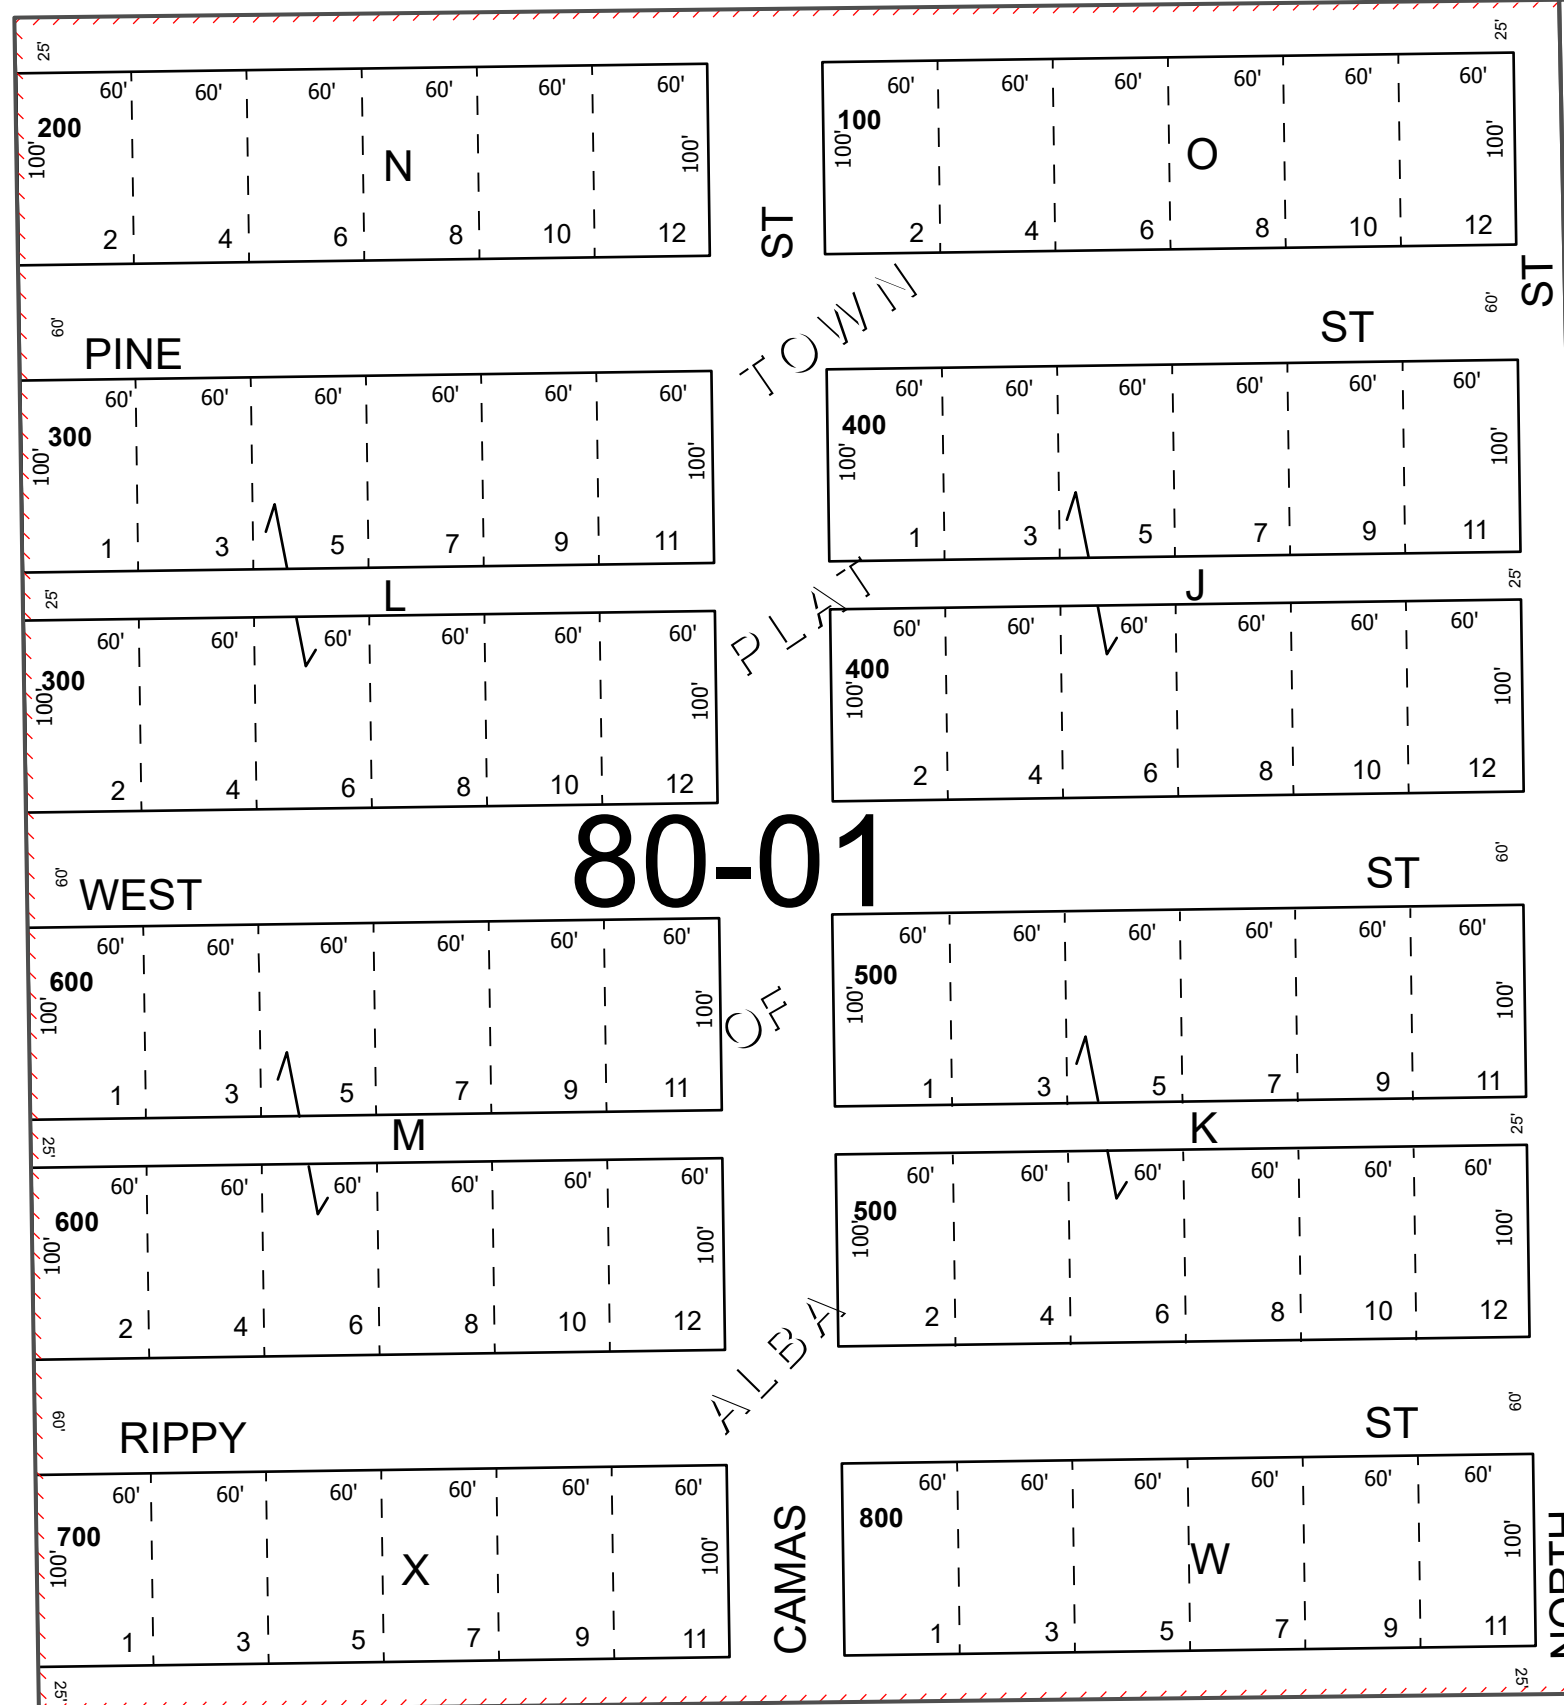 25' 25'
60' 60' 60' 60' 60' 60' 60' 60' 60' 60' 60' 60'
200 100
100' 100' 100' 100'
N O
2 4 6 8 10 12 2 4 6 8 10 12
ST ST
TOWN
60' 60'
PINE ST
60' 60' 60' 60' 60' 60' 60' 60' 60' 60' 60' 60'
300 400
100' 100' 100' 100'
1 3 5 7 9 11 1 3 5 7 9 11
25' L J 25'
PLAT
60' 60' 60' 60' 60' 60' 60' 60' 60' 60' 60' 60'
300 400
100' 100' 100' 100'
2 4 6 8 10 12 2 4 6 8 10 12
80-01
60' 60'
WEST ST
60' 60' 60' 60' 60' 60' 60' 60' 60' 60' 60' 60'
600 500
100' 100' 100' 100'
OF
1 3 5 7 9 11 1 3 5 7 9 11
25' M K 25'
60' 60' 60' 60' 60' 60' 60' 60' 60' 60' 60' 60'
600 500
100' 100' 100' 100'
2 4 6 8 10 12 2 4 6 8 10 12
ALBA
60' 60'
RIPPY ST
60' 60' 60' 60' 60' 60' 60' 60' 60' 60' 60' 60'
700 800
100' 100' 100'
X W
CAMAS NORTH
1 3 5 7 9 11 1 3 5 7 9 11
25' 25'